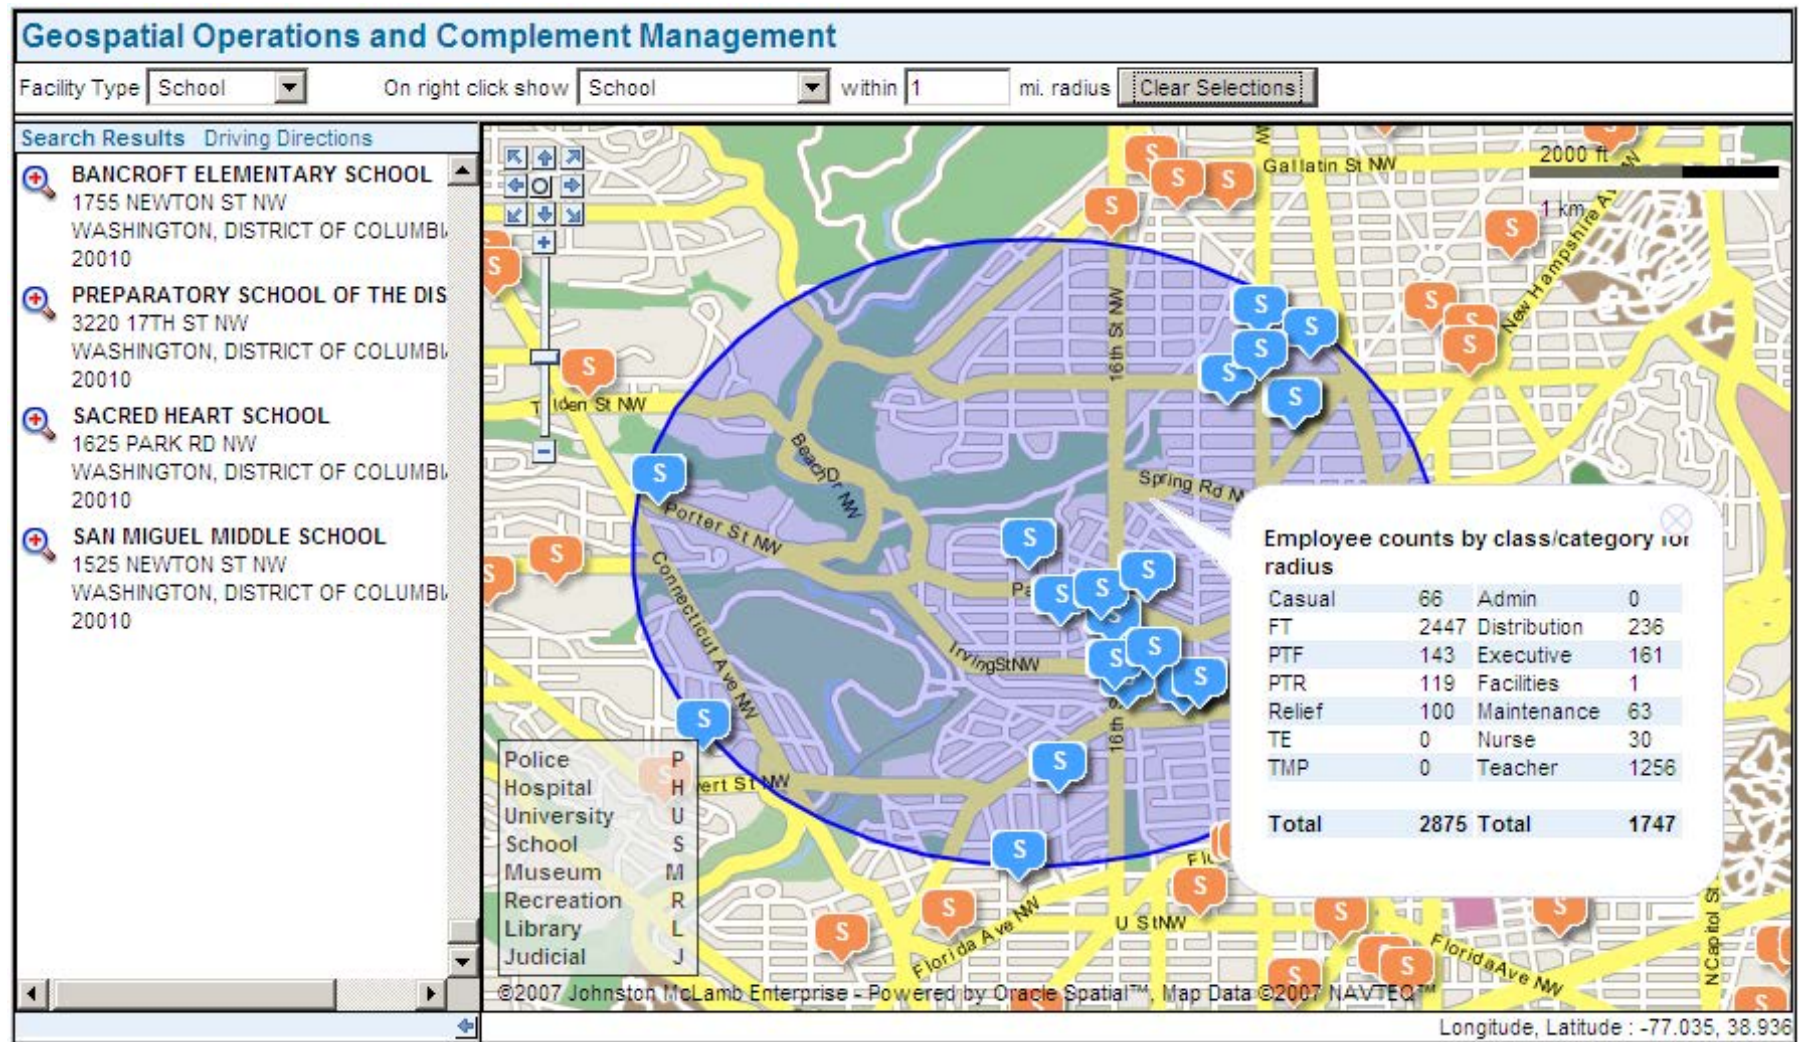 Geospatial Operations and Complement Management
Facility Type School On right click show School within 1 mi. radius Clear Selections
Search Results Driving Directions
BANCROFT ELEMENTARY SCHOOL
1755 NEWTON ST NW
WASHINGTON, DISTRICT OF COLUMBI
20010
PREPARATORY SCHOOL OF THE DIS
3220 17TH ST NW
WASHINGTON, DISTRICT OF COLUMBI
20010
SACRED HEART SCHOOL
1625 PARK RD NW
WASHINGTON, DISTRICT OF COLUMBI
20010
SAN MIGUEL MIDDLE SCHOOL
1525 NEWTON ST NW
WASHINGTON, DISTRICT OF COLUMBI
20010
Gallatin St NW
2000 ft
1 km
New Hampshire Av
16th St NW
lden St NW
Beach Dr NW
Spring Rd N
Porter St NW
Connecticut Ave NW
Irving St NW
16th S
vert St NW
U St NW
Florida Ave NW
Florida Ave NW
N Capitol St
Employee counts by class/category for
radius
Casual 66 Admin 0
FT 2447 Distribution 236
PTF 143 Executive 161
PTR 119 Facilities 1
Relief 100 Maintenance 63
TE 0 Nurse 30
TMP 0 Teacher 1256
Total 2875 Total 1747
Police P
Hospital H
University U
School S
Museum M
Recreation R
Library L
Judicial J
©2007 Johnston McLamb Enterprise - Powered by Oracle Spatial™, Map Data ©2007 NAVTEQ™
Longitude, Latitude : -77.035, 38.936